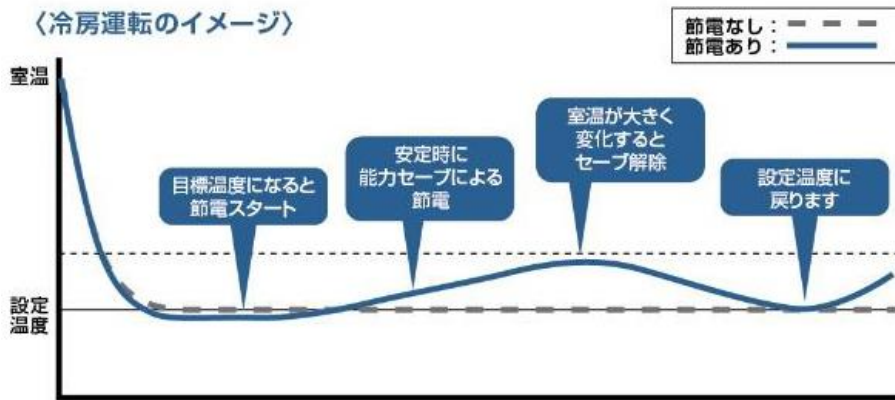 〈冷房運転のイメージ〉
節電なし：
節電あり：
室温
目標温度になると
節電スタート
安定時に
能力セーブによる
節電
室温が大きく
変化すると
セーブ解除
設定温度に
戻ります
設定
温度